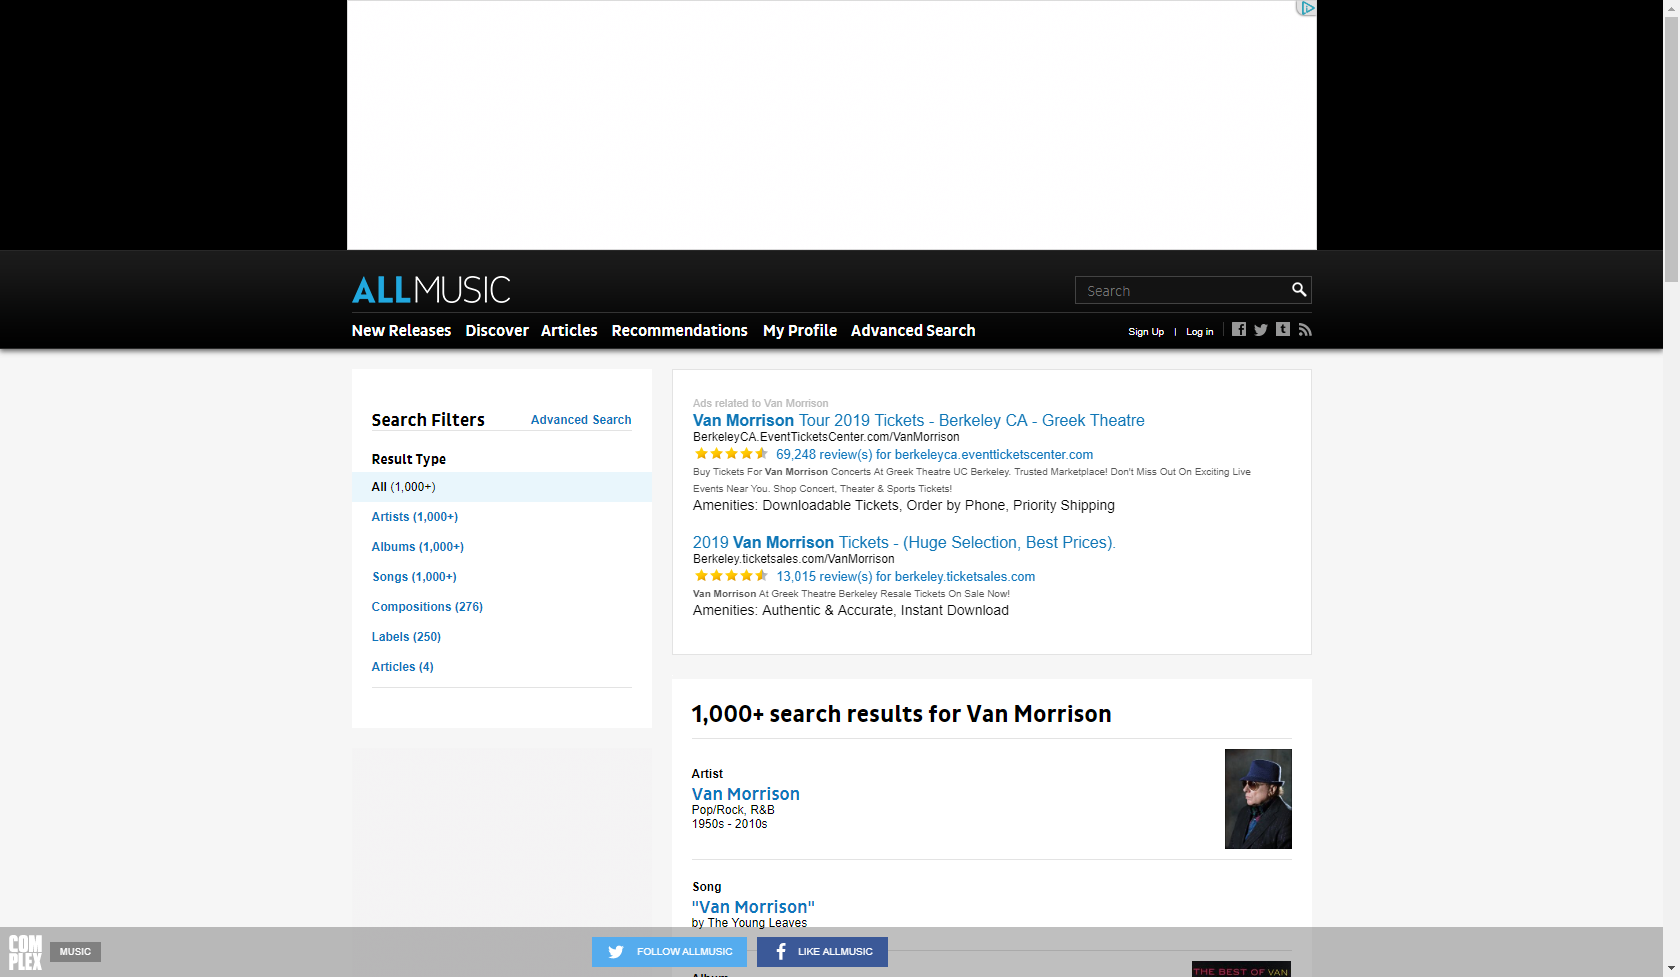 ALLMUSIC
Search
New Releases Discover Articles Recommendations My Profile Advanced Search
Sign Up | Log in
Search Filters
Advanced Search
Result Type
All (1,000+)
Artists (1,000+)
Albums (1,000+)
Songs (1,000+)
Compositions (276)
Labels (250)
Articles (4)
Ads related to Van Morrison
Van Morrison Tour 2019 Tickets - Berkeley CA - Greek Theatre
BerkeleyCA.EventTicketsCenter.com/VanMorrison
69,248 review(s) for berkeleyca.eventticketscenter.com
Buy Tickets For Van Morrison Concerts At Greek Theatre UC Berkeley. Trusted Marketplace! Don't Miss Out On Exciting Live
Events Near You. Shop Concert, Theater & Sports Tickets!
Amenities: Downloadable Tickets, Order by Phone, Priority Shipping
2019 Van Morrison Tickets - (Huge Selection, Best Prices).
Berkeley.ticketsales.com/VanMorrison
13,015 review(s) for berkeley.ticketsales.com
Van Morrison At Greek Theatre Berkeley Resale Tickets On Sale Now!
Amenities: Authentic & Accurate, Instant Download
1,000+ search results for Van Morrison
Artist
Van Morrison
Pop/Rock, R&B
1950s - 2010s
Song
"Van Morrison"
by The Young Leaves
COMPLEX
MUSIC
FOLLOW ALLMUSIC
LIKE ALLMUSIC
Album
THE BEST OF VAN